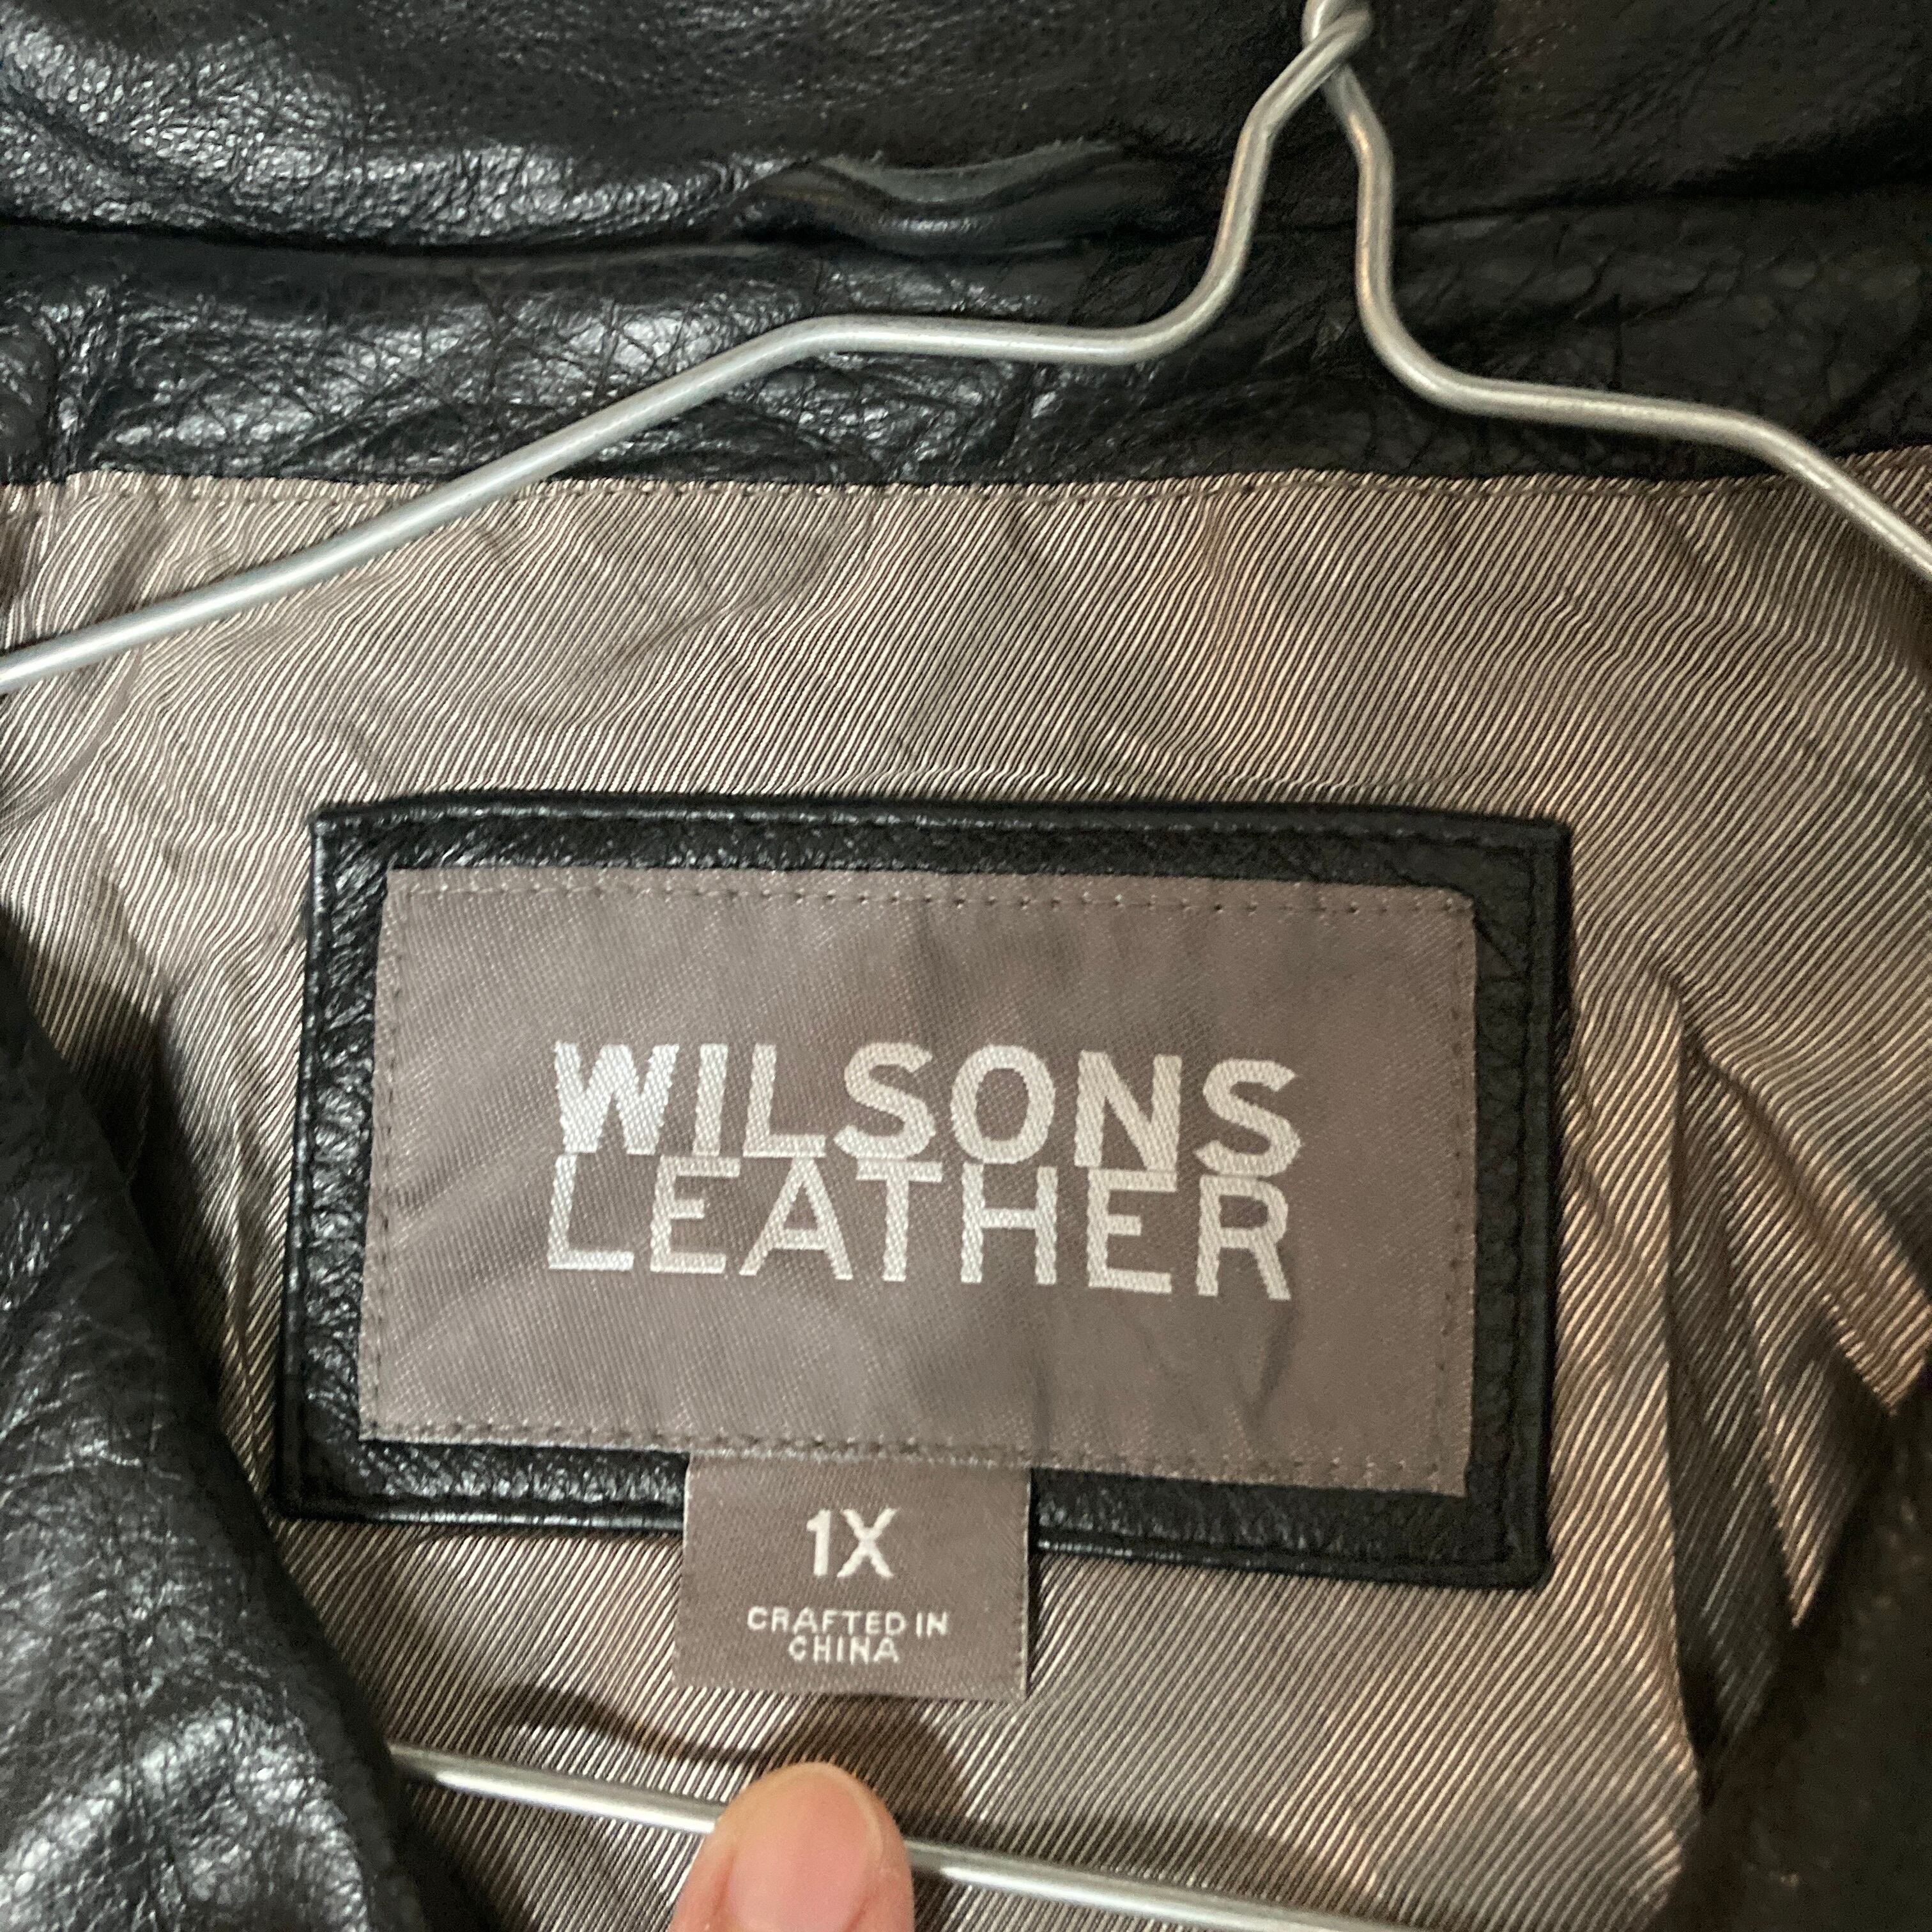 WILSONS
LEATHER
1X
CRAFTED IN
CHINA